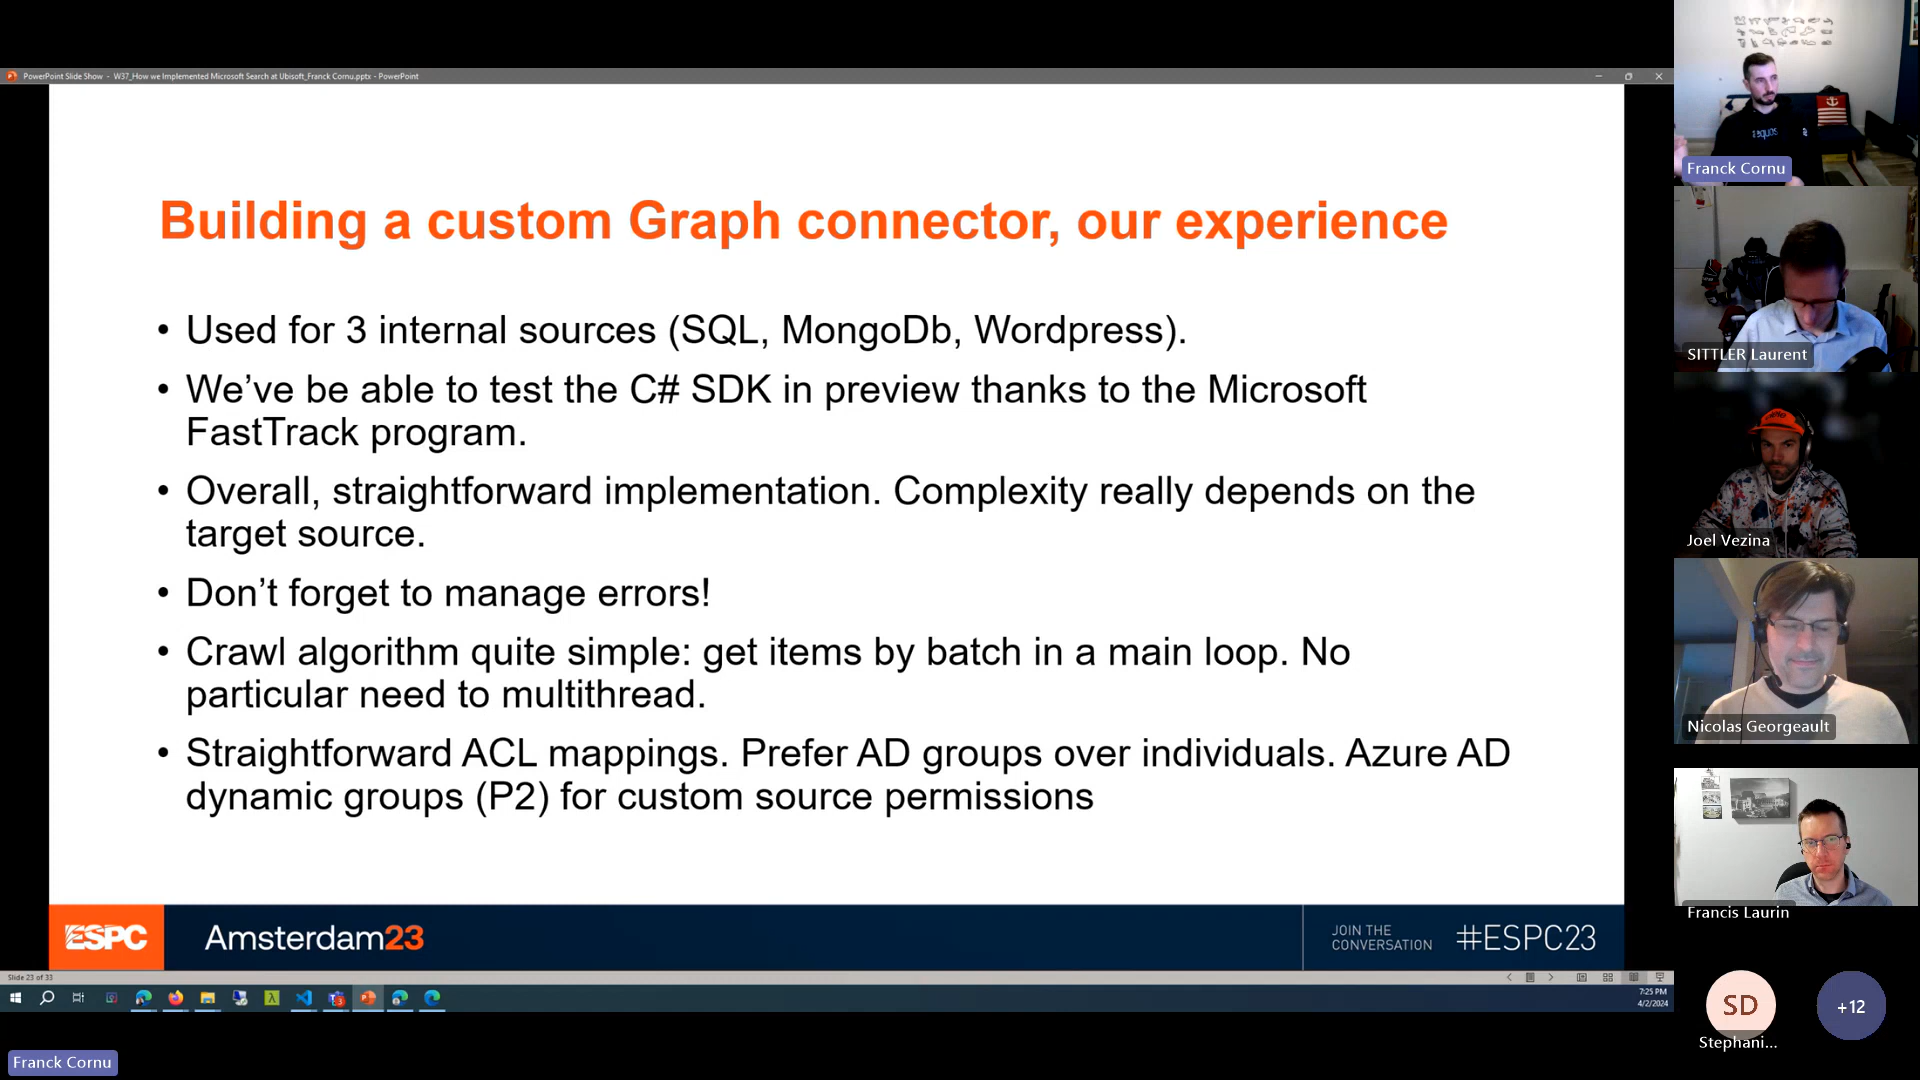 PowerPoint Slide Show - W37_How we Implemented Microsoft Search at Ubisoft_Franck Cornu.pptx - PowerPoint
Building a custom Graph connector, our experience
• Used for 3 internal sources (SQL, MongoDb, Wordpress).
• We've be able to test the C# SDK in preview thanks to the Microsoft
FastTrack program.
• Overall, straightforward implementation. Complexity really depends on the
target source.
• Don't forget to manage errors!
• Crawl algorithm quite simple: get items by batch in a main loop. No
particular need to multithread.
• Straightforward ACL mappings. Prefer AD groups over individuals. Azure AD
dynamic groups (P2) for custom source permissions
ESPC
Amsterdam23
JOIN THE
CONVERSATION
#ESPC23
Slide 23 of 33
7:25 PM
4/2/2024
Franck Cornu
Franck Cornu
SITTLER Laurent
Joel Vezina
Nicolas Georgeault
Francis Laurin
SD
Stephani...
+12